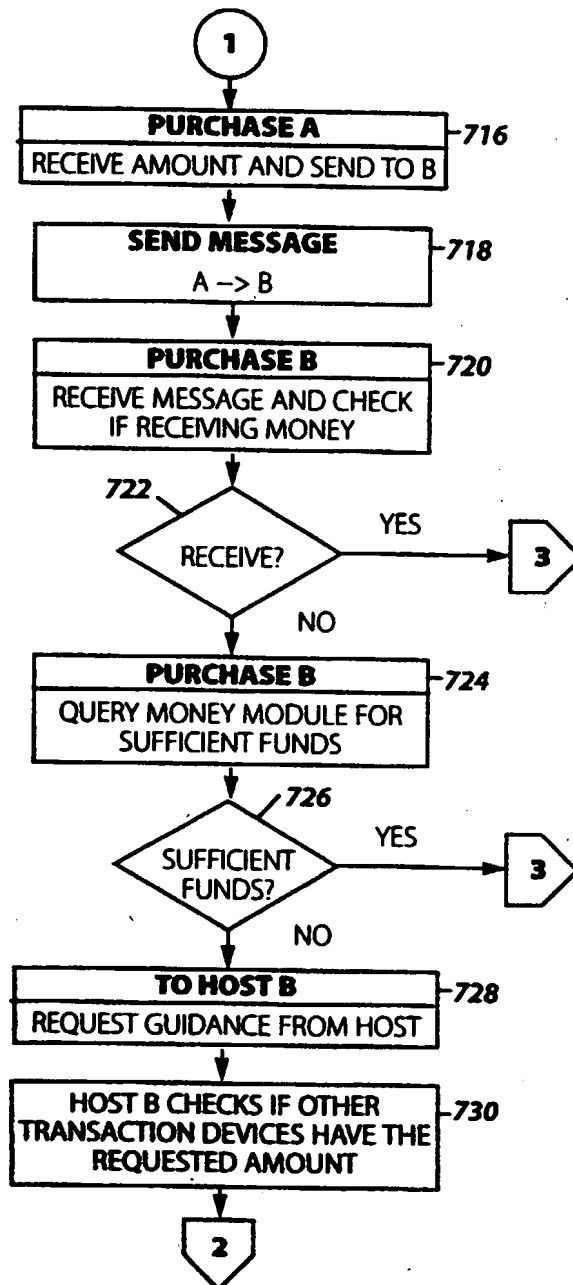 1
PURCHASE A
716
RECEIVE AMOUNT AND SEND TO B
SEND MESSAGE
718
A –> B
PURCHASE B
720
RECEIVE MESSAGE AND CHECK
IF RECEIVING MONEY
722
RECEIVE?
YES
3
NO
PURCHASE B
724
QUERY MONEY MODULE FOR
SUFFICIENT FUNDS
726
SUFFICIENT
FUNDS?
YES
3
NO
TO HOST B
728
REQUEST GUIDANCE FROM HOST
HOST B CHECKS IF OTHER
730
TRANSACTION DEVICES HAVE THE
REQUESTED AMOUNT
2